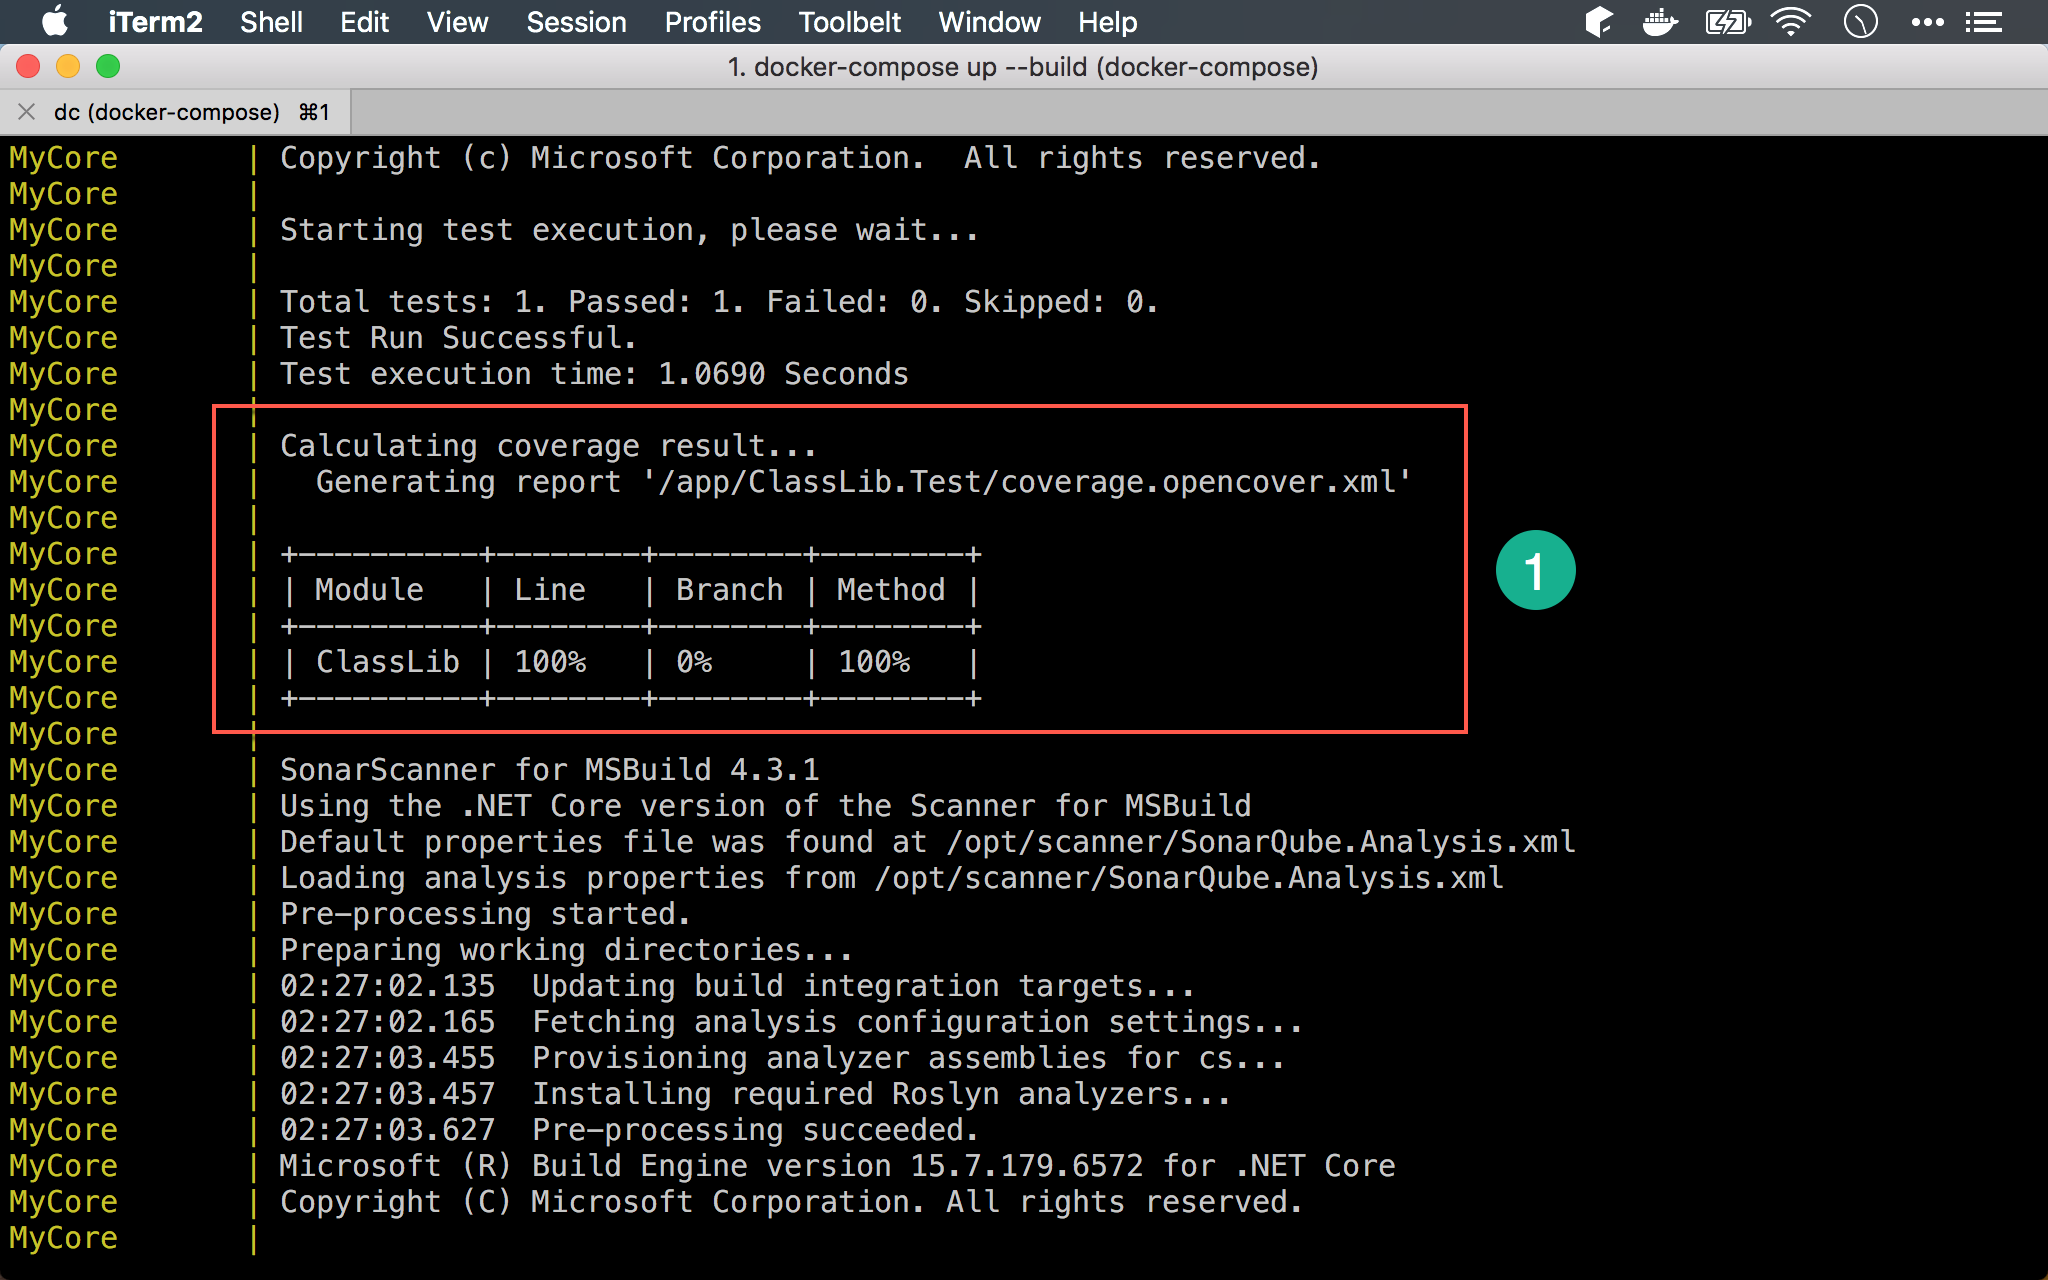 iTerm2 Shell Edit View Session Profiles Toolbelt Window Help
1. docker-compose up --build (docker-compose)
dc (docker-compose) ⌘1
MyCore | Copyright (c) Microsoft Corporation.  All rights reserved.
MyCore |
MyCore | Starting test execution, please wait...
MyCore |
MyCore | Total tests: 1. Passed: 1. Failed: 0. Skipped: 0.
MyCore | Test Run Successful.
MyCore | Test execution time: 1.0690 Seconds
MyCore |
MyCore | Calculating coverage result...
MyCore |   Generating report '/app/ClassLib.Test/coverage.opencover.xml'
MyCore |
MyCore | +----------+--------+--------+--------+
MyCore | | Module   | Line   | Branch | Method |
MyCore | +----------+--------+--------+--------+
MyCore | | ClassLib | 100%   | 0%     | 100%   |
MyCore | +----------+--------+--------+--------+
MyCore |
1
MyCore | SonarScanner for MSBuild 4.3.1
MyCore | Using the .NET Core version of the Scanner for MSBuild
MyCore | Default properties file was found at /opt/scanner/SonarQube.Analysis.xml
MyCore | Loading analysis properties from /opt/scanner/SonarQube.Analysis.xml
MyCore | Pre-processing started.
MyCore | Preparing working directories...
MyCore | 02:27:02.135  Updating build integration targets...
MyCore | 02:27:02.165  Fetching analysis configuration settings...
MyCore | 02:27:03.455  Provisioning analyzer assemblies for cs...
MyCore | 02:27:03.457  Installing required Roslyn analyzers...
MyCore | 02:27:03.627  Pre-processing succeeded.
MyCore | Microsoft (R) Build Engine version 15.7.179.6572 for .NET Core
MyCore | Copyright (C) Microsoft Corporation. All rights reserved.
MyCore |